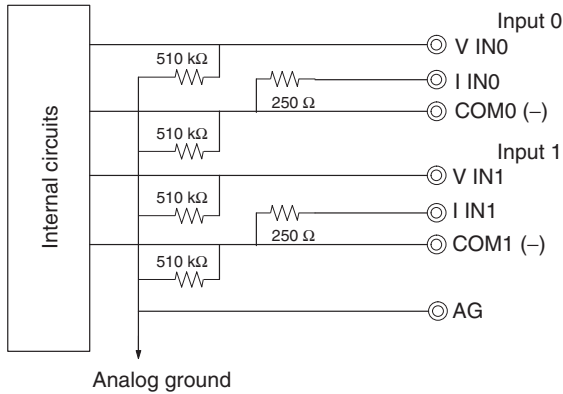 Input 0
V IN0
510 kΩ
I IN0
250 Ω
COM0 (−)
510 kΩ
Input 1
V IN1
510 kΩ
I IN1
250 Ω
COM1 (−)
510 kΩ
AG
Internal circuits
Analog ground